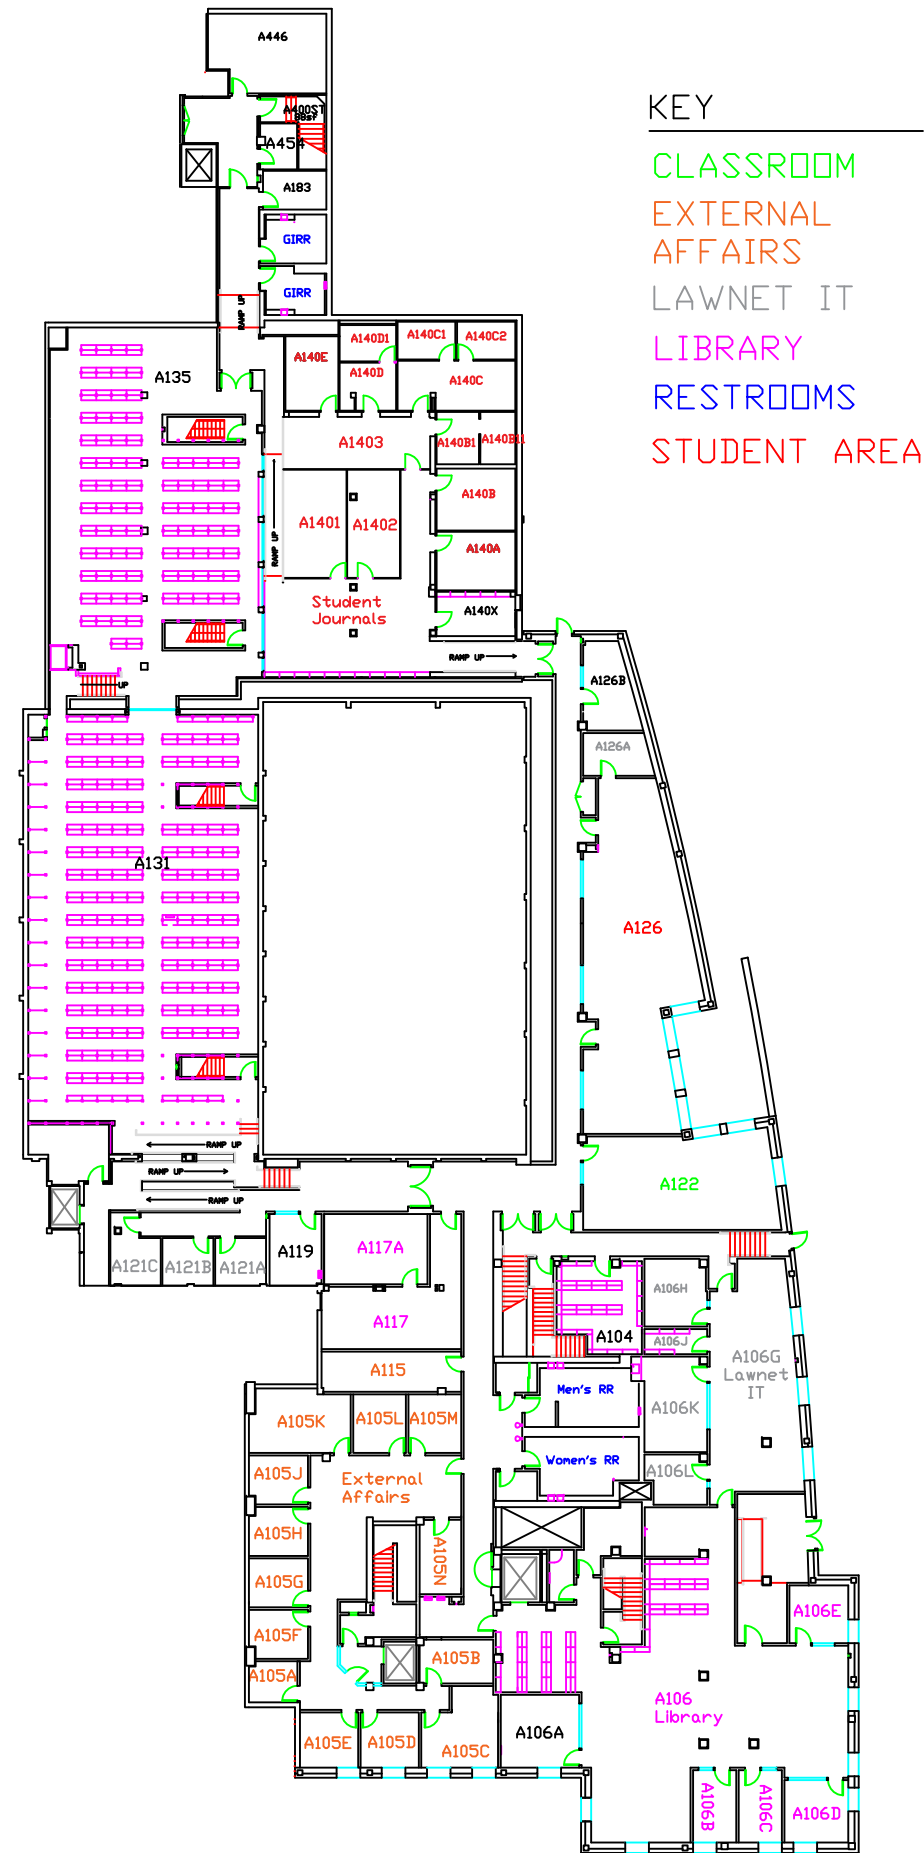 A446
KEY
A400ST
88sf
A454
CLASSROOM
A183
EXTERNAL
AFFAIRS
GIRR
GIRR
LAWNET IT
RAMP UP
LIBRARY
A140D1
A140C1
A140C2
A140E
A140D
A140C
A135
RESTROOMS
A1403
A140B1
A140B11
STUDENT AREA
A140B
A1401
A1402
RAMP UP
A140A
Student
Journals
A140X
RAMP UP
UP
A126B
A126A
A131
A126
RAMP UP
RAMP UP
A122
RAMP UP
A119
A117A
A121C
A121B
A121A
A106H
A117
A104
A106J
A106G
Lawnet
IT
A115
Men's RR
A105K
A105L
A105M
A106K
Women's RR
A105J
External
Affairs
A106L
A105H
A105N
A105G
A106E
A105F
A105B
A105A
A106
Library
A106A
A105E
A105D
A105C
A106B
A106C
A106D